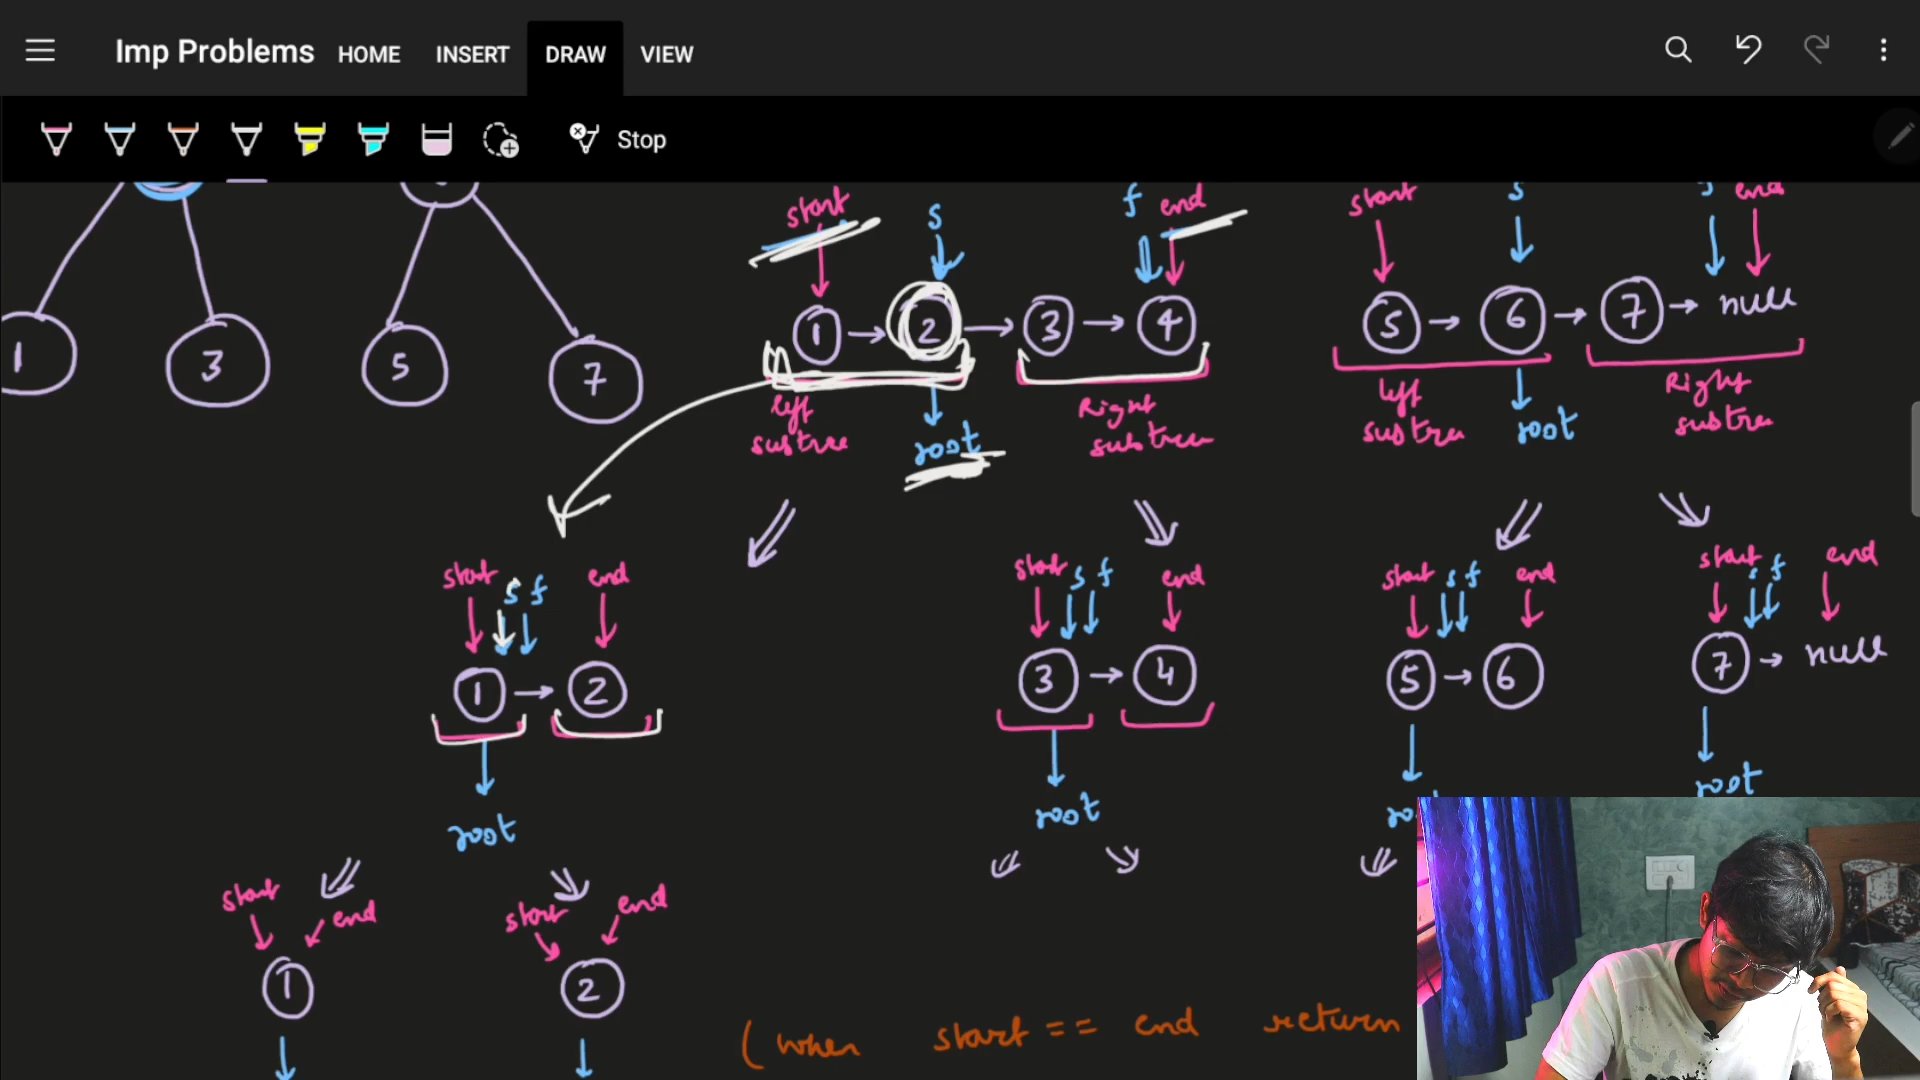 Imp Problems HOME INSERT DRAW VIEW
Stop
start s f end start s end
1 → 2 → 3 → 4 5 → 6 → 7 → null
1 3 5 7
left subtree root Right subtree left subtree root Right subtree
start s f end start s f end start s f end start s f end
1 → 2 3 → 4 5 → 6 7 → null
root root root
start end start end
1 2
(when start == end return